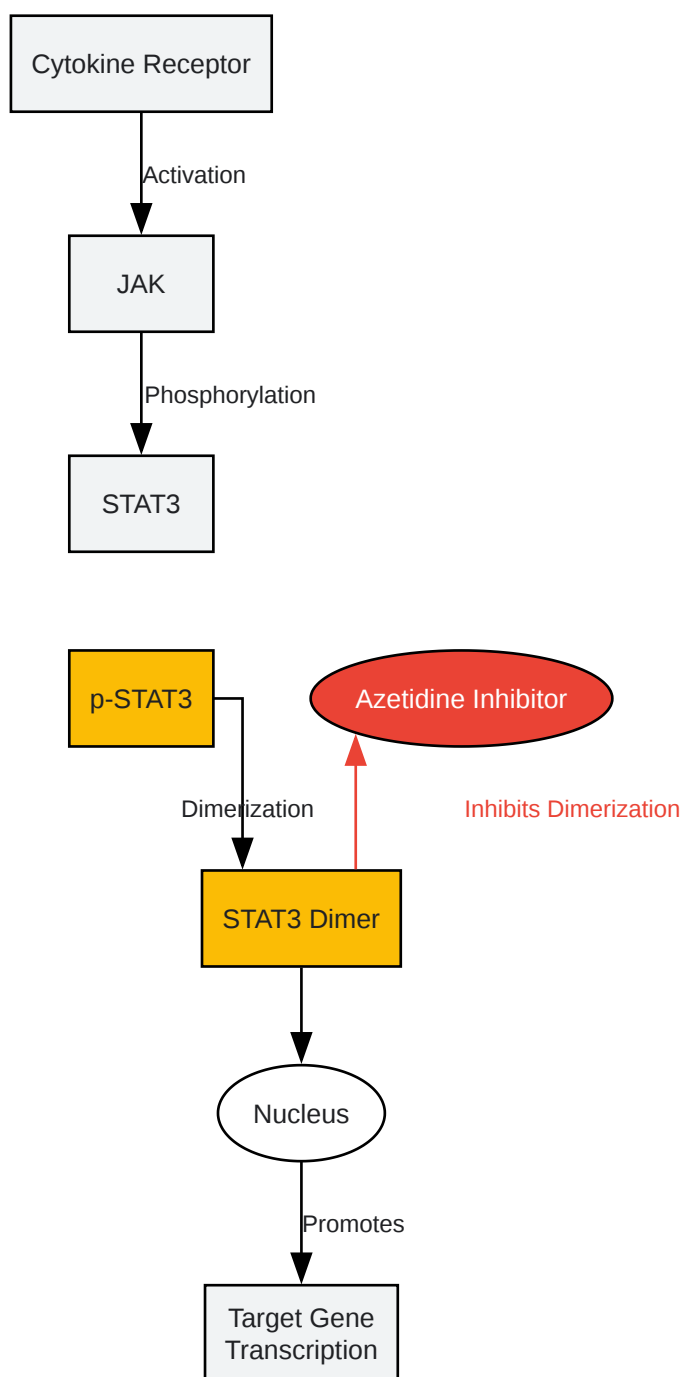 Cytokine Receptor
Activation
JAK
Phosphorylation
STAT3
p-STAT3
Azetidine Inhibitor
Dimerization
Inhibits Dimerization
STAT3 Dimer
Nucleus
Promotes
Target Gene
Transcription